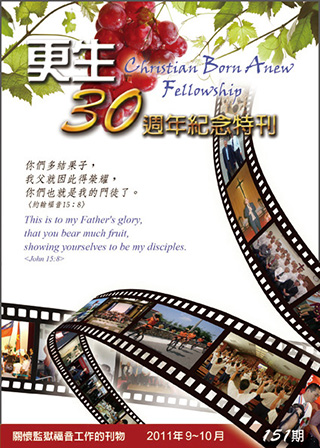 更生
Christian Born Anew
Fellowship
30週年紀念特刊
你們多結果子，
我父就因此得榮耀，
你們也就是我的門徒了。
《約翰福音15：8》
This is to my Father's glory,
that you bear much fruit,
showing yourselves to be my disciples.
<John 15:8>
關懷監獄福音工作的刊物 2011年9~10月 151期